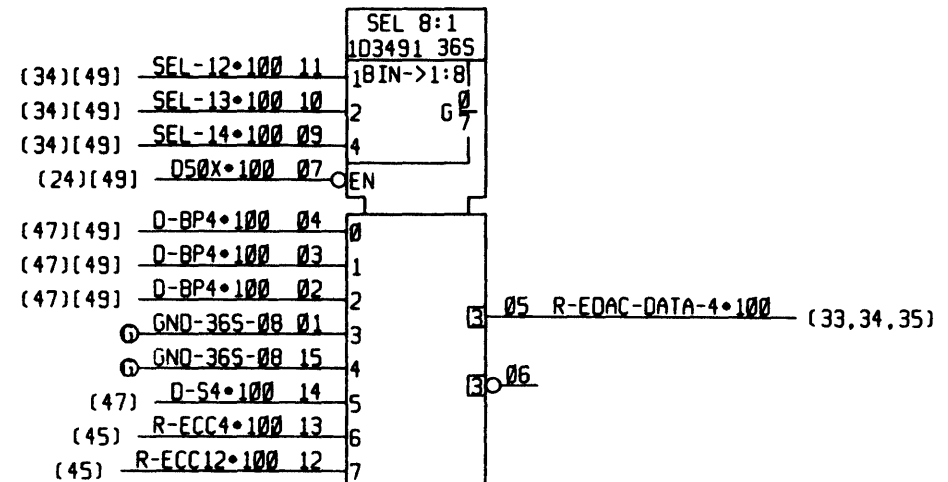 SEL 8:1
103491 36S
(34)[49] SEL-12•100 11 1 BIN->1:8
(34)[49] SEL-13•100 10 2 G 0/7
(34)[49] SEL-14•100 09 4
(24)[49] D50X•100 07 EN
(47)[49] D-BP4•100 04 0
(47)[49] D-BP4•100 03 1
(47)[49] D-BP4•100 02 2
G GND-36S-08 01 3
3 05 R-EDAC-DATA-4•100 (33,34,35)
G GND-36S-08 15 4
3 06
(47) D-S4•100 14 5
(45) R-ECC4•100 13 6
(45) R-ECC12•100 12 7